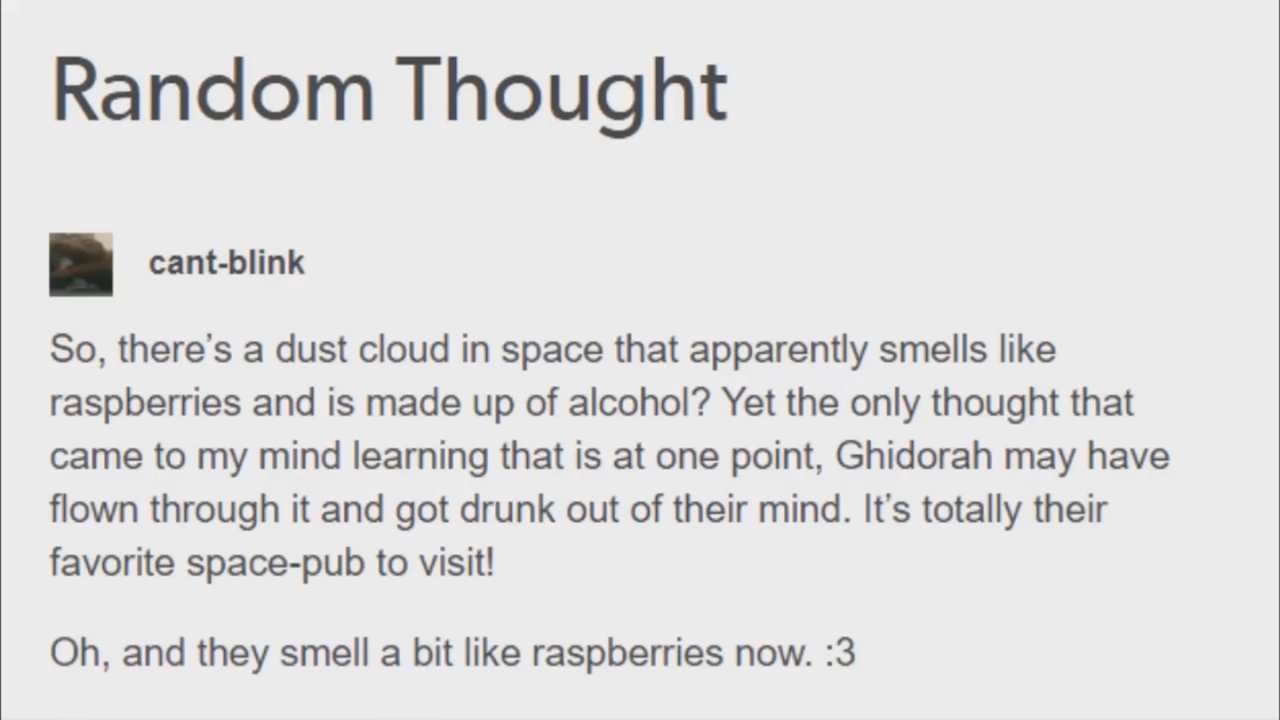 Random Thought
cant-blink
So, there’s a dust cloud in space that apparently smells like
raspberries and is made up of alcohol? Yet the only thought that
came to my mind learning that is at one point, Ghidorah may have
flown through it and got drunk out of their mind. It’s totally their
favorite space-pub to visit!
Oh, and they smell a bit like raspberries now. :3